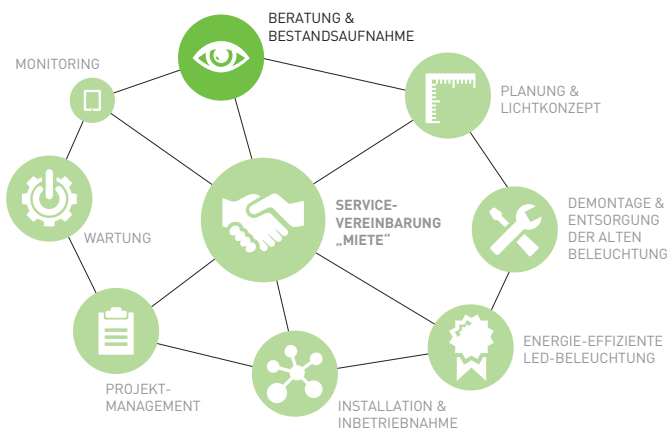 BERATUNG &
BESTANDSAUFNAHME
MONITORING
PLANUNG &
LICHTKONZEPT
SERVICE-
VEREINBARUNG
„MIETE“
DEMONTAGE &
ENTSORGUNG
DER ALTEN
BELEUCHTUNG
WARTUNG
ENERGIE-EFFIZIENTE
LED-BELEUCHTUNG
PROJEKT-
MANAGEMENT
INSTALLATION &
INBETRIEBNAHME